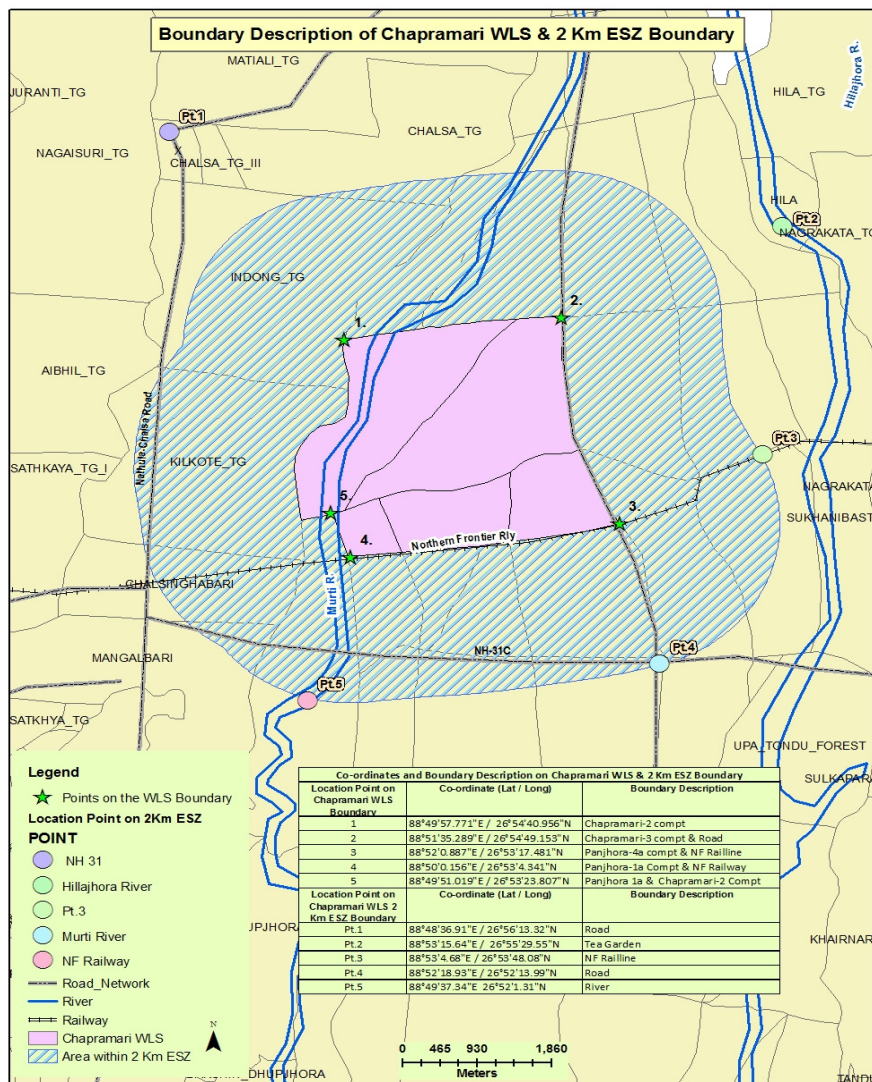 Boundary Description of Chapramari WLS & 2 Km ESZ Boundary
MATIALI_TG
JURANTI_TG
HILA_TG
Hillajhora R.
Pt.1
CHALSA_TG
NAGAISURI_TG
X
CHALSA_TG_III
HILA
Pt.2
NAGRAKATA_TG
INDONG_TG
1.
2.
AIBHIL_TG
Nathula-Chalsa Road
Pt.3
SATHKAYA_TG_I
KILKOTE_TG
NAGRAKATA
SUKHANIBAST
5.
3.
4.
Northern Frontier Rly
CHALSINGHABARI
Murti R.
MANGALBARI
NH-31C
Pt.4
Pt.5
SATKHYA_TG
UPA_TONDU_FOREST
SULKAPARA
Legend
Points on the WLS Boundary
Location Point on 2Km ESZ
POINT
NH 31
Hillajhora River
Pt.3
Murti River
NF Railway
Road_Network
River
Railway
Chapramari WLS
Area within 2 Km ESZ
N
Co-ordinates and Boundary Description on Chapramari WLS & 2 Km ESZ Boundary
Location Point on Chapramari WLS Boundary Co-ordinate (Lat / Long) Boundary Description
1 88°49'57.771"E / 26°54'40.956"N Chapramari-2 compt
2 88°51'35.289"E / 26°54'49.153"N Chapramari-3 compt & Road
3 88°52'0.887"E / 26°53'17.481"N Panjhora-4a compt & NF Railline
4 88°50'0.156"E / 26°53'4.341"N Panjhora-1a Compt & NF Railway
5 88°49'51.019"E / 26°53'23.807"N Panjhora 1a & Chapramari-2 Compt
Location Point on Chapramari WLS 2 Km ESZ Boundary Co-ordinate (Lat / Long) Boundary Description
Pt.1 88°48'36.91"E / 26°56'13.32"N Road
Pt.2 88°53'15.64"E / 26°55'29.55"N Tea Garden
Pt.3 88°53'4.68"E / 26°53'48.08"N NF Railline
Pt.4 88°52'18.93"E / 26°52'13.99"N Road
Pt.5 88°49'37.34"E 26°52'1.31"N River
KHAIRNAR
0 465 930 1,860
Meters